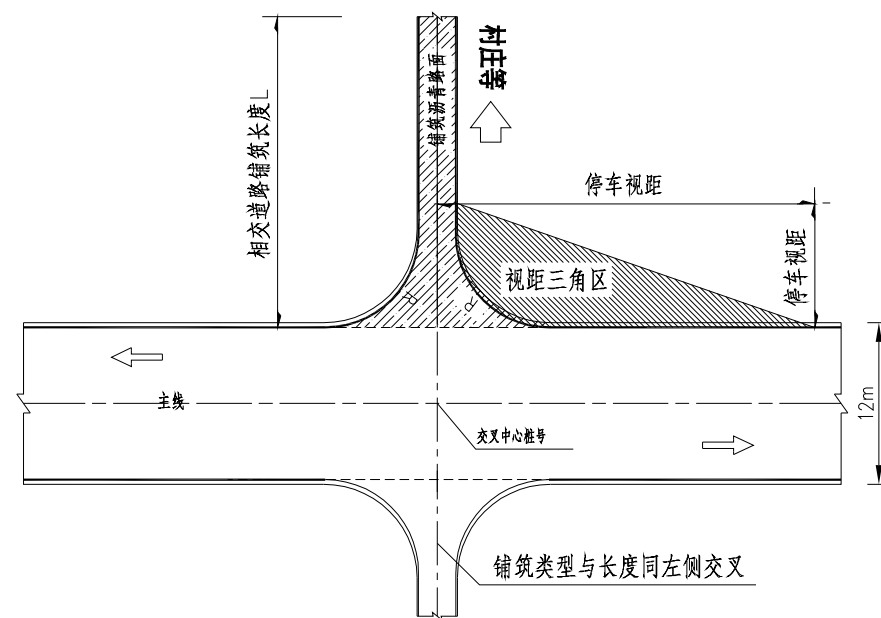 村庄等
铺筑沥青路面
相交道路铺筑长度L
停车视距
停车视距
视距三角区
R
R
主线
12m
交叉中心桩号
铺筑类型与长度同左侧交叉